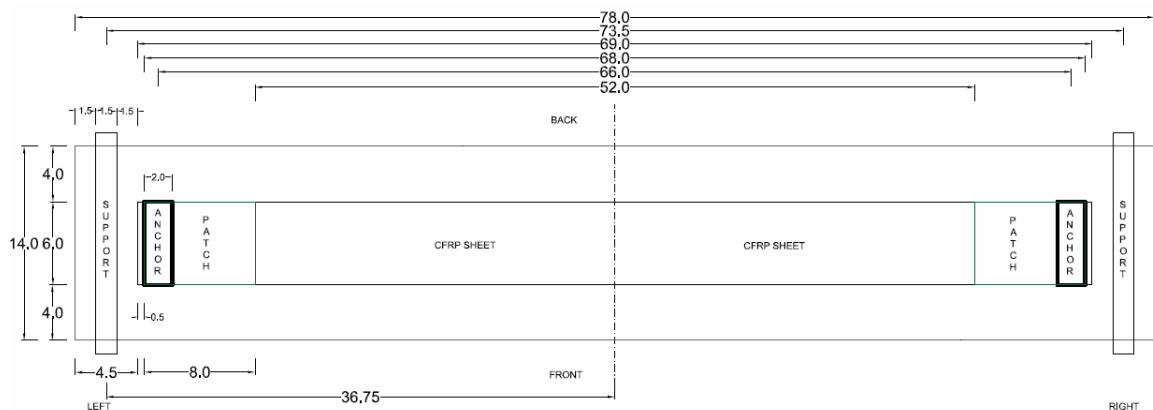 78.0
73.5
69.0
68.0
66.0
52.0
1.5 1.5 1.5
BACK
4.0
2.0
SUPPORT
ANCHOR
PATCH
14.0 6.0
CFRP SHEET
CFRP SHEET
PATCH
ANCHOR
SUPPORT
4.0
0.5
4.5
8.0
FRONT
36.75
LEFT
RIGHT